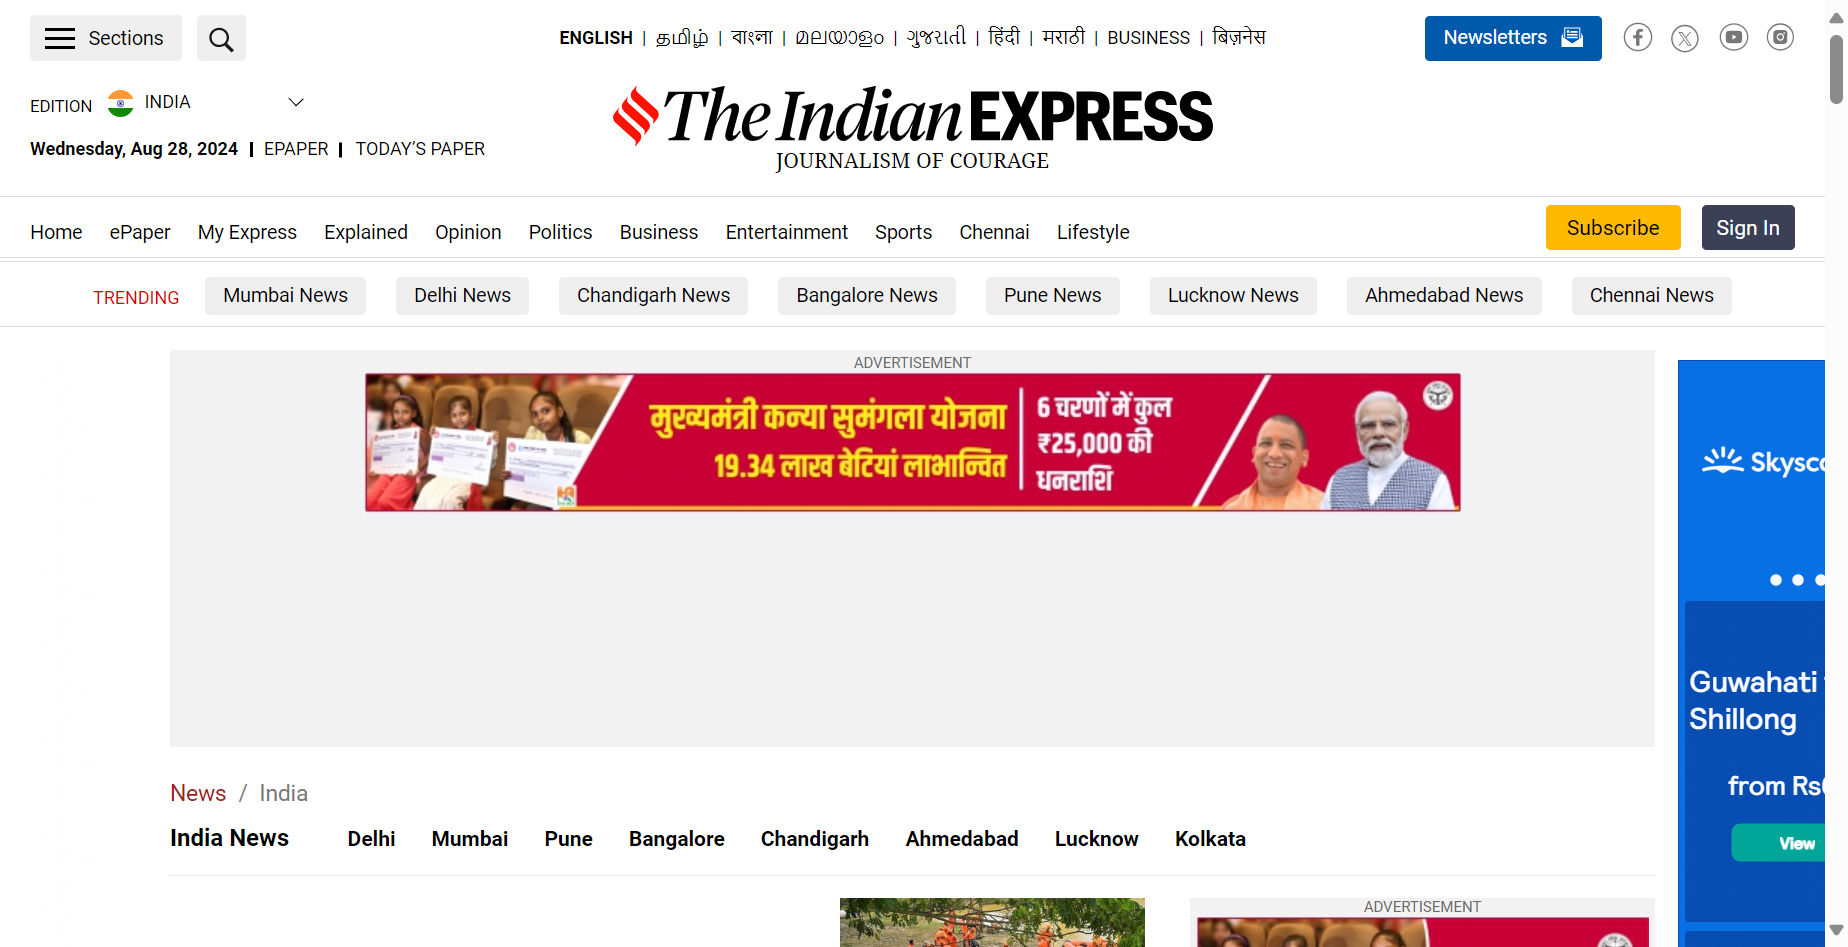 Sections
ENGLISH | தமிழ் | বাংলা | മലയാളം | ગુજરાતી | हिंदी | मराठी | BUSINESS | बिज़नेस
Newsletters
EDITION INDIA
Wednesday, Aug 28, 2024 | EPAPER | TODAY'S PAPER
The Indian EXPRESS
JOURNALISM OF COURAGE
Home ePaper My Express Explained Opinion Politics Business Entertainment Sports Chennai Lifestyle
Subscribe Sign In
TRENDING Mumbai News Delhi News Chandigarh News Bangalore News Pune News Lucknow News Ahmedabad News Chennai News
ADVERTISEMENT
मुख्यमंत्री कन्या सुमंगला योजना
19.34 लाख बेटियां लाभान्वित
6 चरणों में कुल
₹25,000 की
धनराशि
Guwahati
Shillong
from
View
News / India
India News Delhi Mumbai Pune Bangalore Chandigarh Ahmedabad Lucknow Kolkata
ADVERTISEMENT